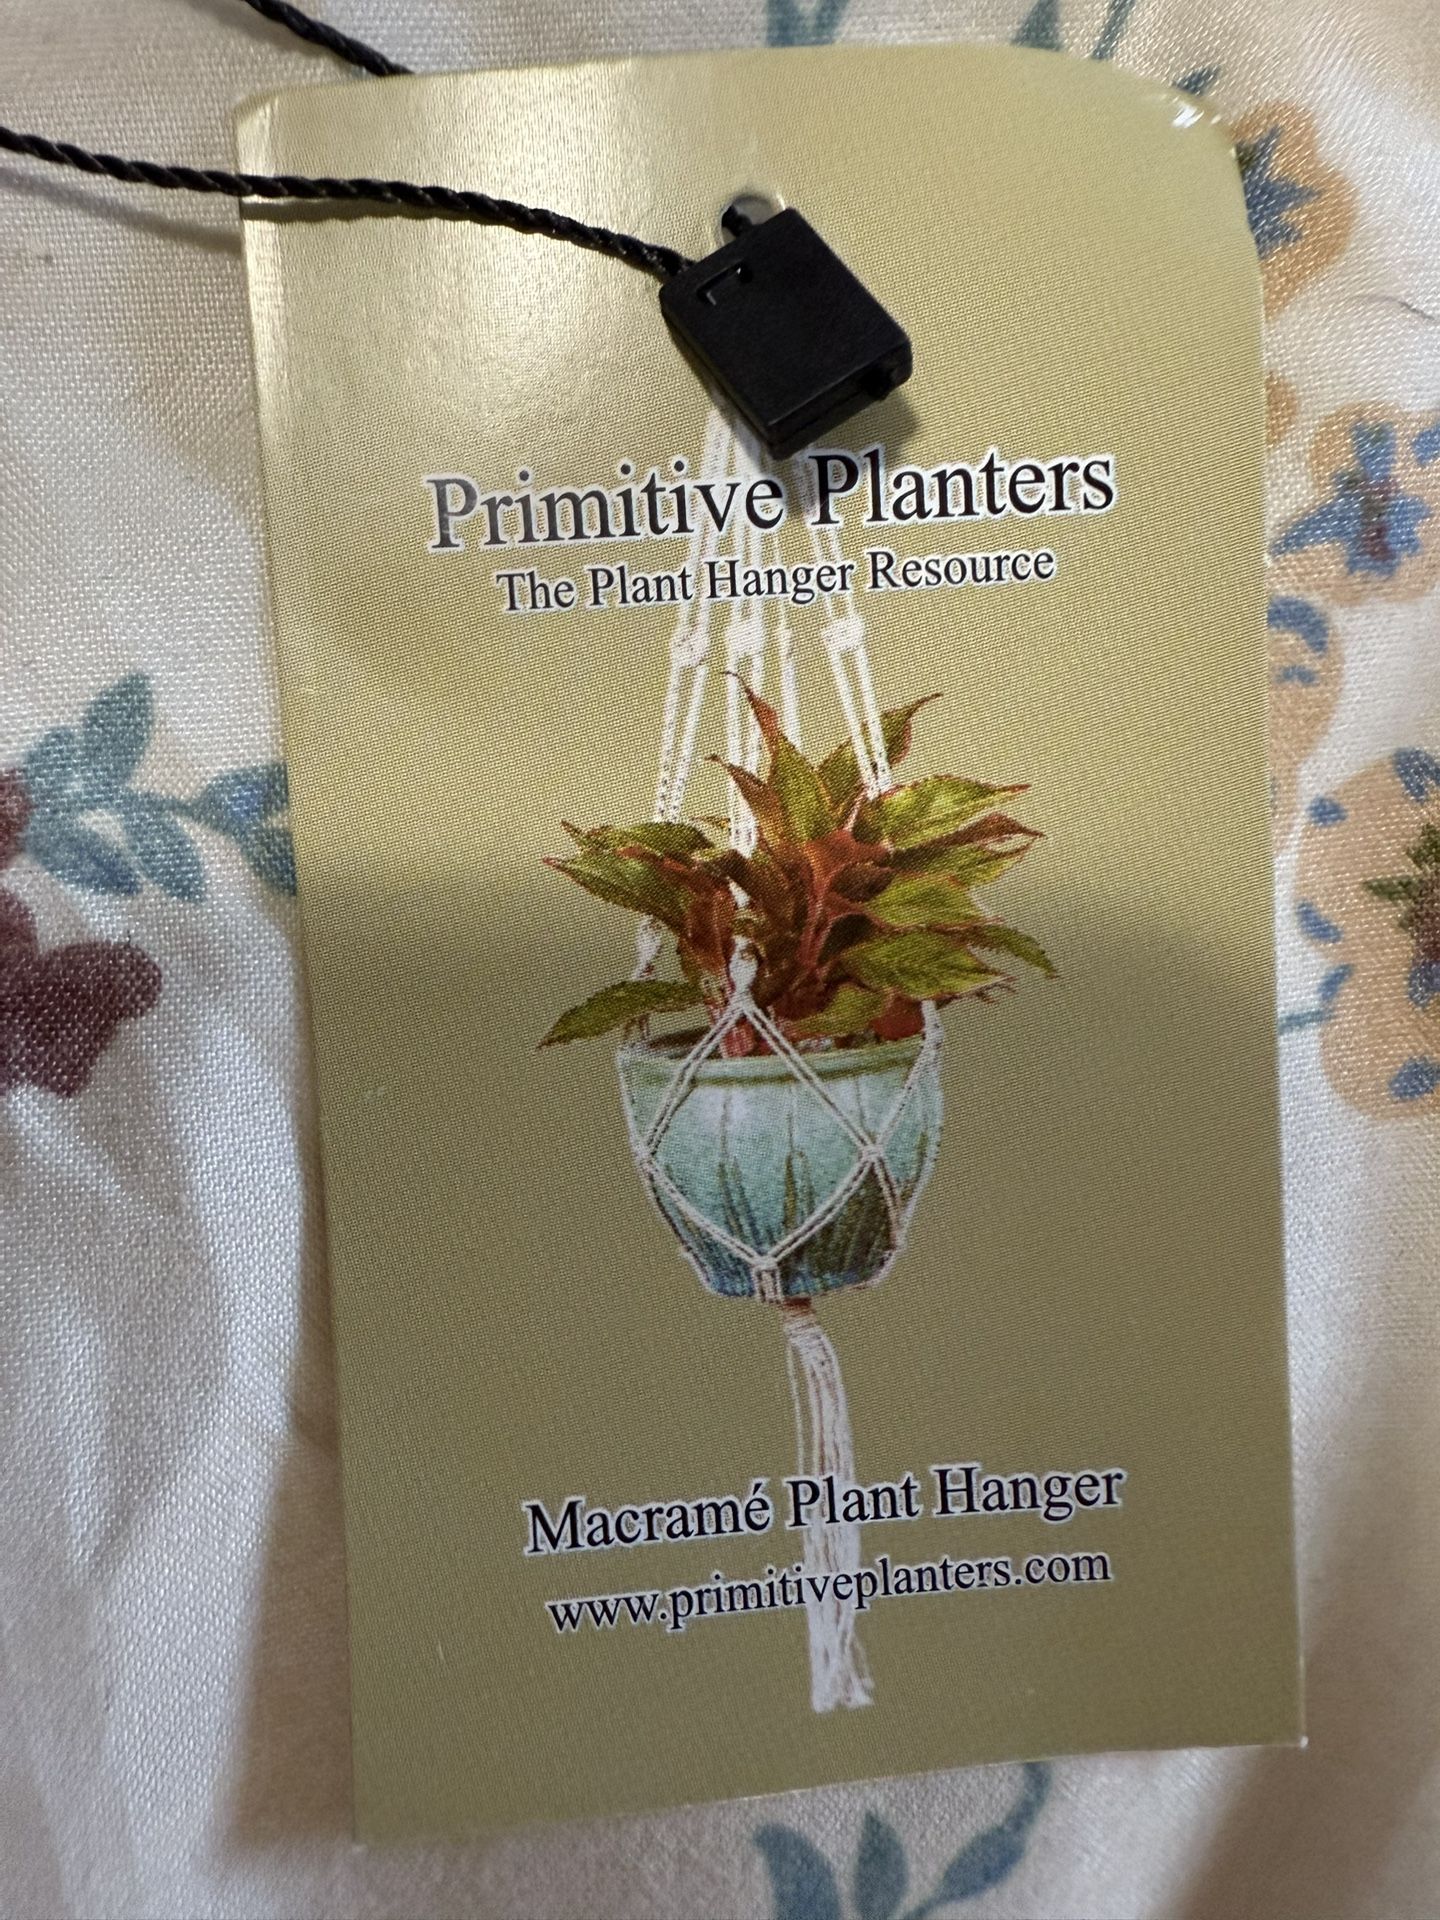 Primitive Planters
The Plant Hanger Resource
Macramé Plant Hanger
www.primitiveplanters.com